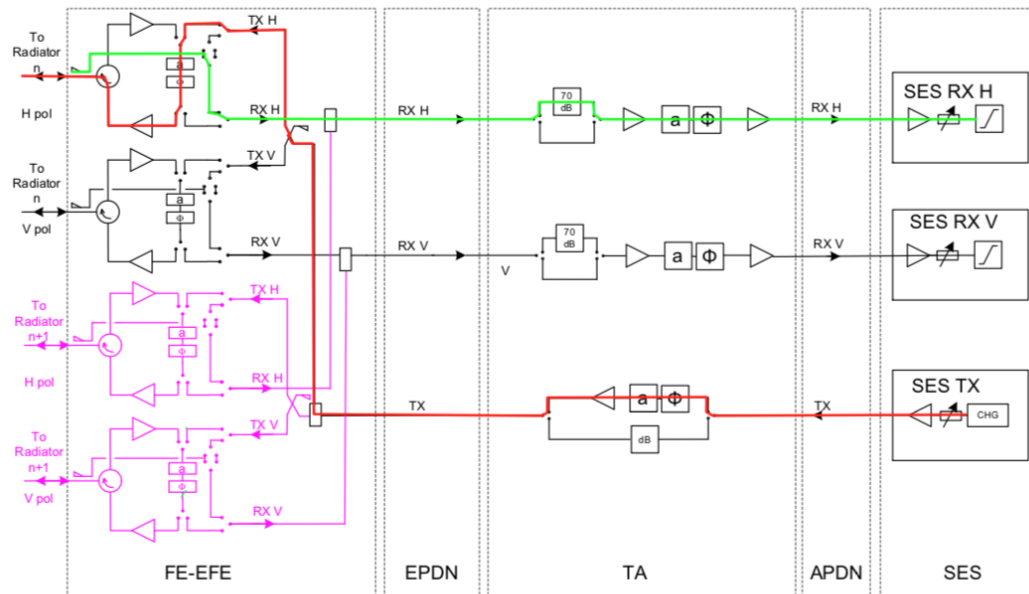 To
Radiator
n
H pol
TX H
a
Φ
RX H
RX H
70
dB
a Φ
RX H
SES RX H
To
Radiator
n
V pol
TX V
a
Φ
RX V
RX V
V
70
dB
a Φ
RX V
SES RX V
To
Radiator
n+1
H pol
TX H
a
Φ
RX H
TX
a Φ
dB
TX
SES TX
CHG
To
Radiator
n+1
V pol
TX V
a
Φ
RX V
FE-EFE
EPDN
TA
APDN
SES